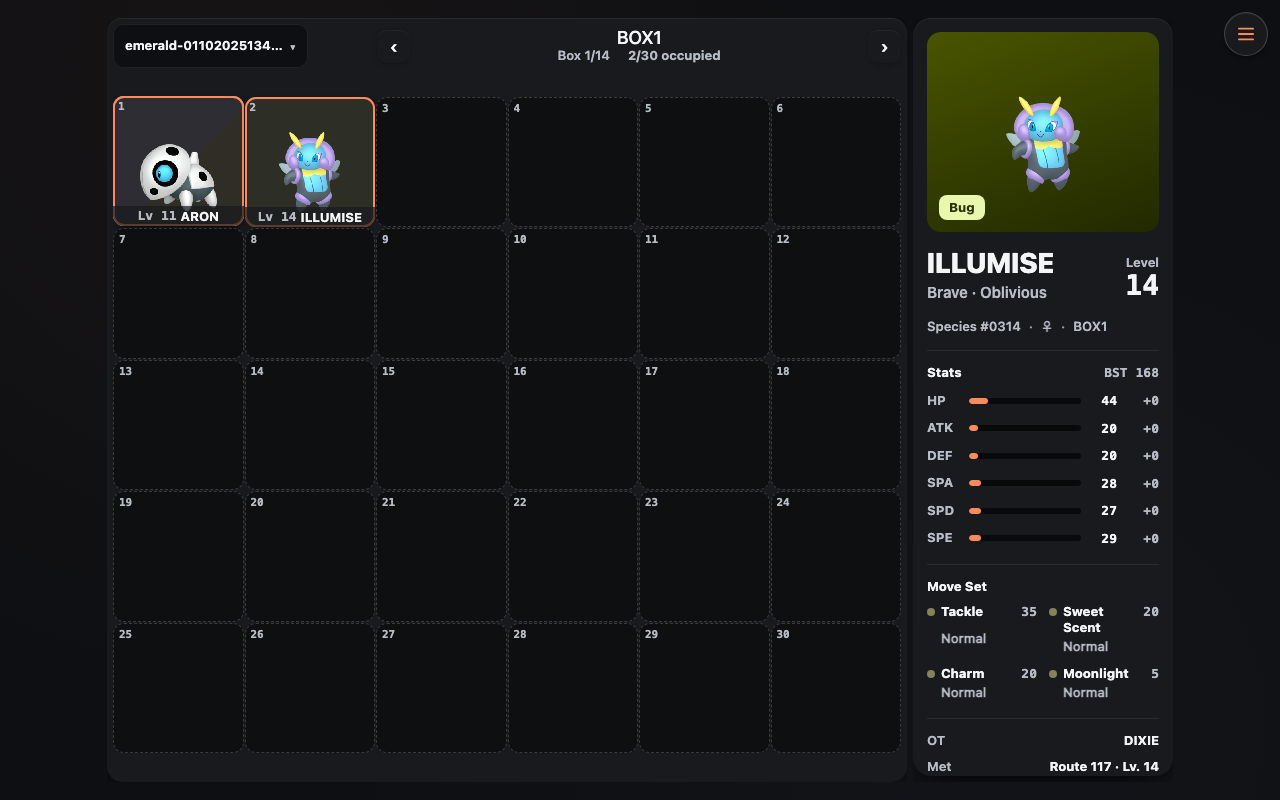 emerald-01102025134... ▾
‹
BOX1
Box 1/14 2/30 occupied
›
1
Lv 11 ARON
2
Lv 14 ILLUMISE
3
4
5
6
7
8
9
10
11
12
13
14
15
16
17
18
19
20
21
22
23
24
25
26
27
28
29
30
Bug
ILLUMISE
Level
14
Brave · Oblivious
Species #0314 · ♀ · BOX1
Stats BST 168
HP 44 +0
ATK 20 +0
DEF 20 +0
SPA 28 +0
SPD 27 +0
SPE 29 +0
Move Set
Tackle 35
Normal
Sweet Scent 20
Normal
Charm 20
Normal
Moonlight 5
Normal
OT DIXIE
Met Route 117 · Lv. 14